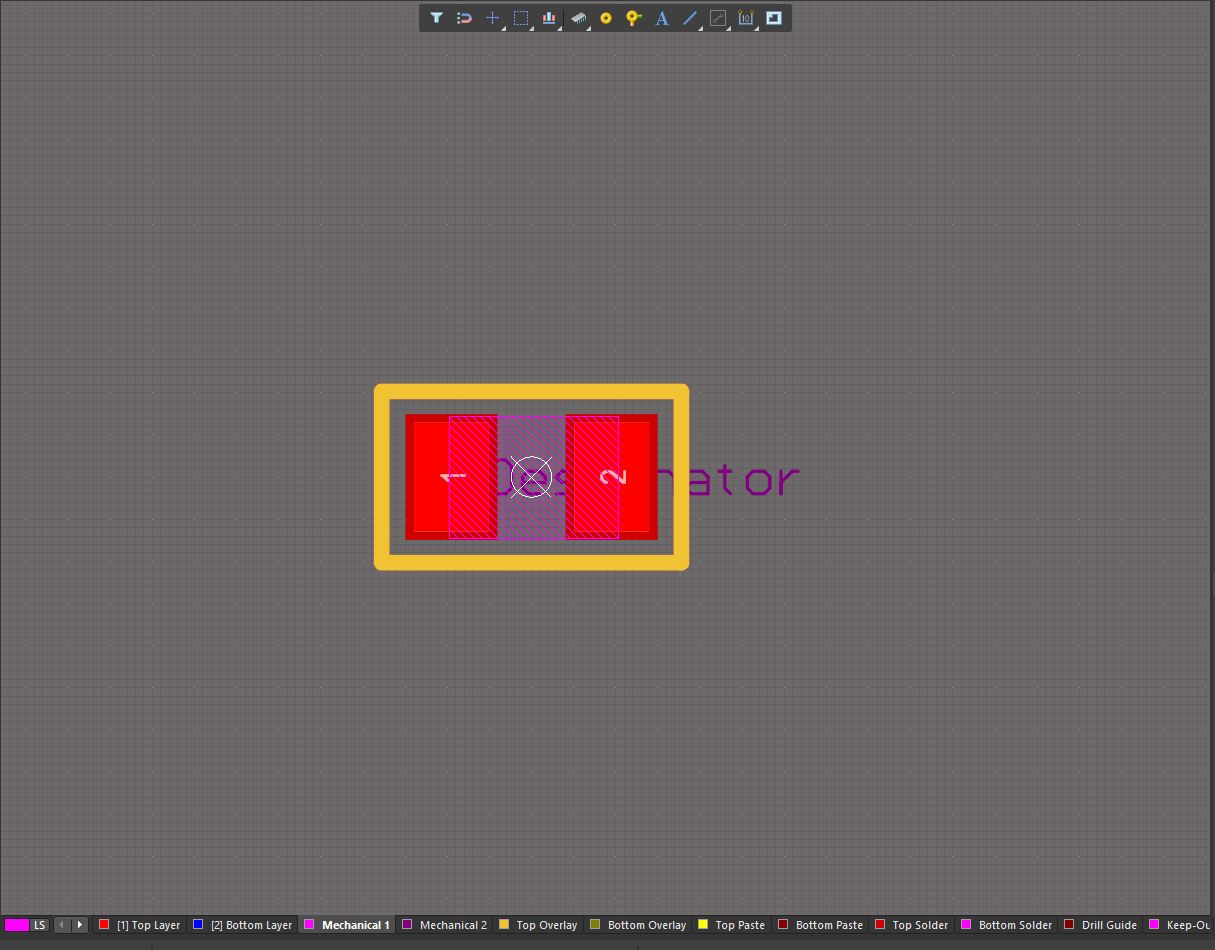 10
1
2
Designator
LS
[1] Top Layer
[2] Bottom Layer
Mechanical 1
Mechanical 2
Top Overlay
Bottom Overlay
Top Paste
Bottom Paste
Top Solder
Bottom Solder
Drill Guide
Keep-Ou